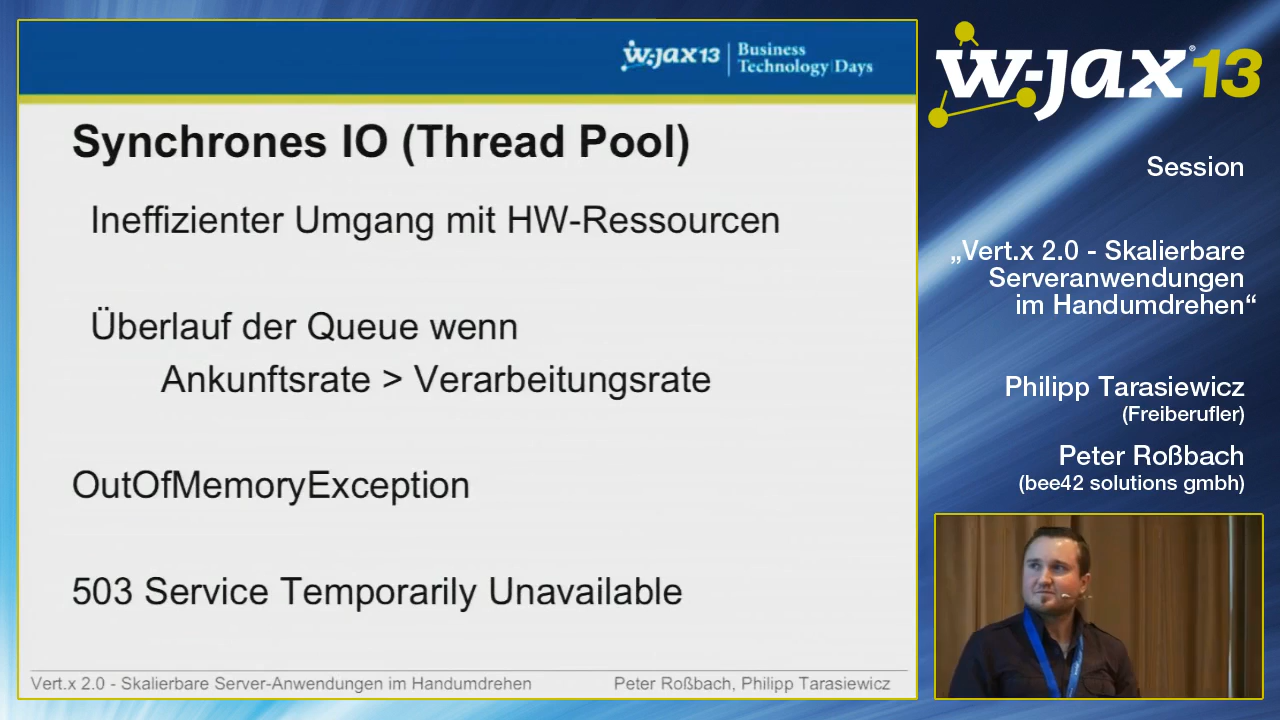 w-jax13 Business
Technology Days
Synchrones IO (Thread Pool)
Ineffizienter Umgang mit HW-Ressourcen
Überlauf der Queue wenn
Ankunftsrate > Verarbeitungsrate
OutOfMemoryException
503 Service Temporarily Unavailable
Vert.x 2.0 - Skalierbare Server-Anwendungen im Handumdrehen
Peter Roßbach, Philipp Tarasiewicz
w-jax® 13
Session
„Vert.x 2.0 - Skalierbare
Serveranwendungen
im Handumdrehen“
Philipp Tarasiewicz
(Freiberufler)
Peter Roßbach
(bee42 solutions gmbh)